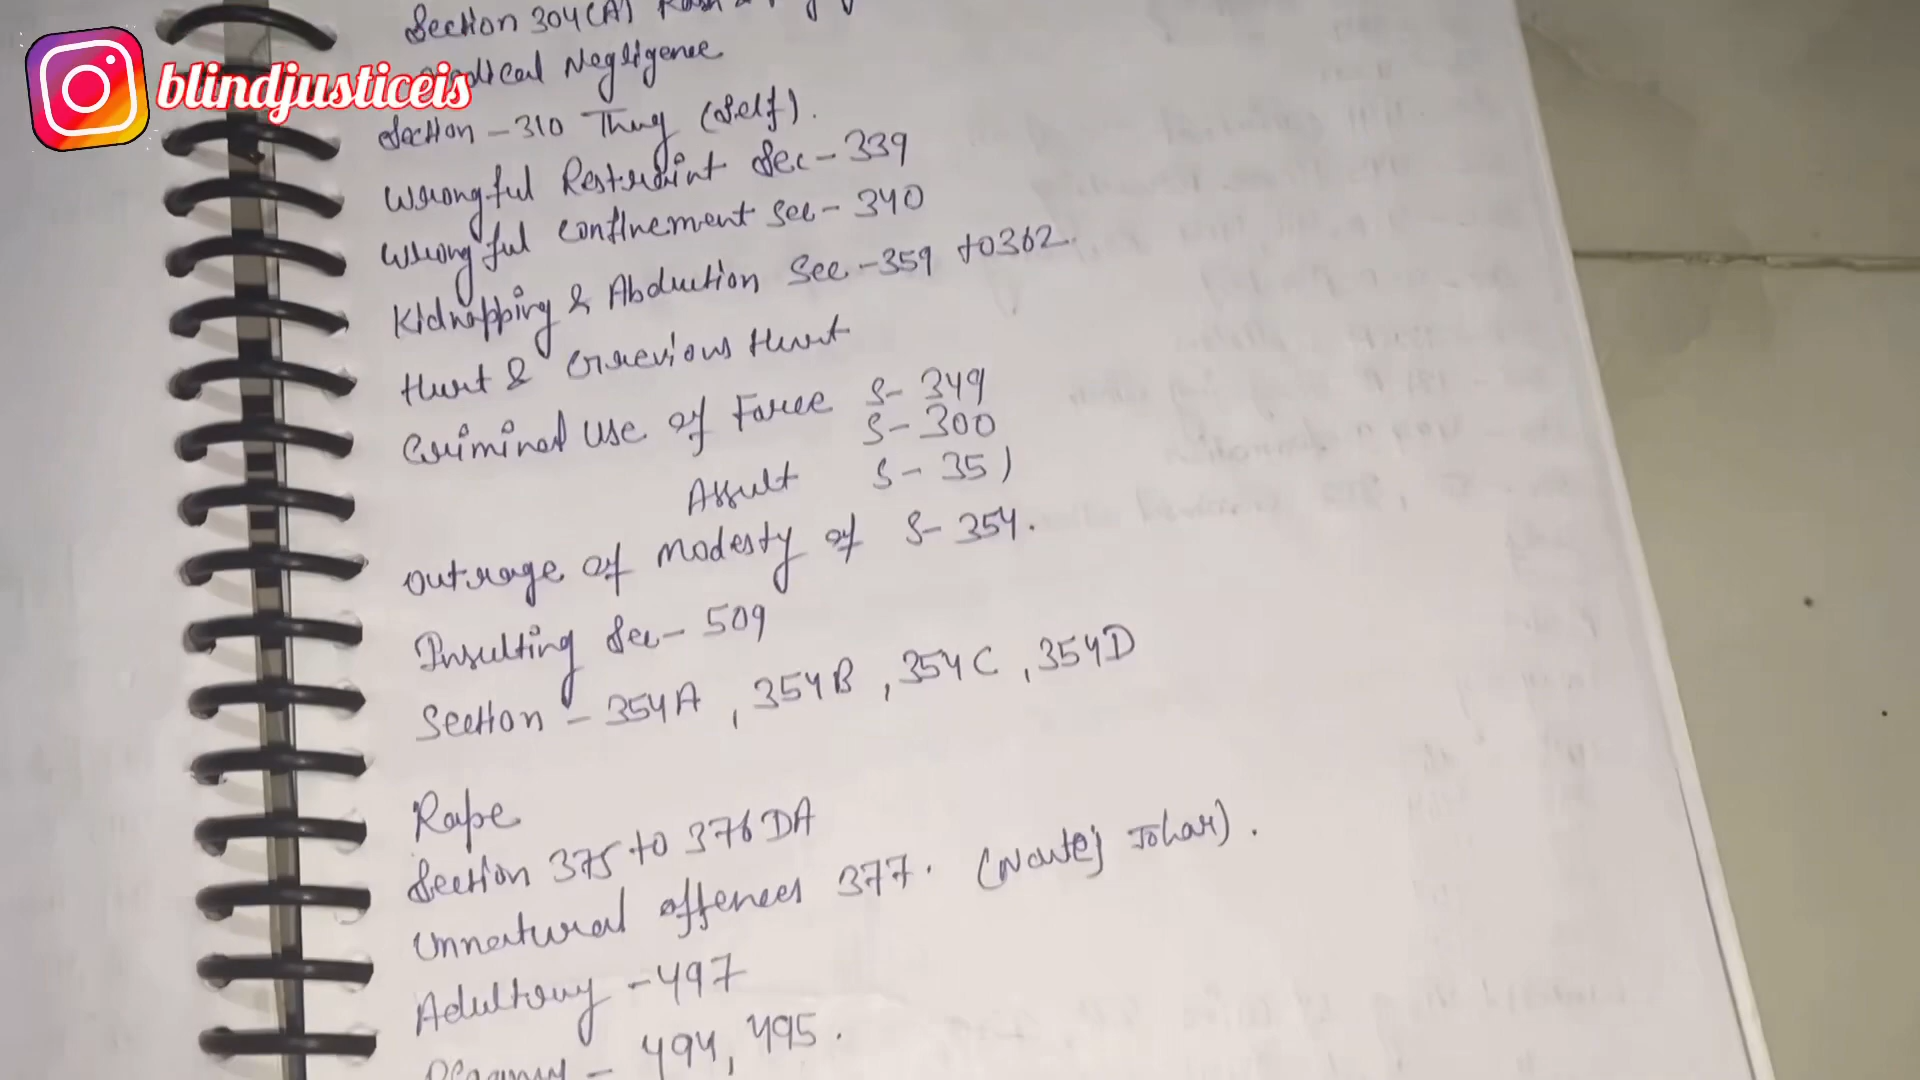 Section 304(A)
blindjusticeis
Negligence
Section - 310 Thug (Self).
Wrongful Restraint Sec - 339
Wrongful confinement Sec - 340
Kidnapping & Abduction Sec - 359 to 362.
Hurt & Grievious Hurt
Criminal Use of Force S - 349
S - 300
Assult S - 351
Outrage of Modesty of S - 354.
Insulting Sec - 509
Section - 354A, 354B, 354C, 354D
Rape
Section 375 to 376DA
Unnatural offences 377. (Navtej Johar).
Adultery - 497
- 494, 495.